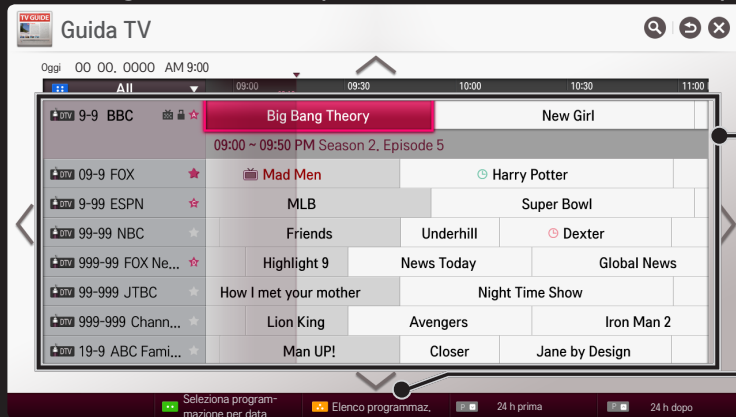 TV GUIDE
Guida TV
Oggi 00 00, 0000 AM 9:00
All 09:00 09:30 10:00 10:30 11:00
DTV 9-9 BBC Big Bang Theory New Girl
09:00 ~ 09:50 PM Season 2, Episode 5
DTV 09-9 FOX Mad Men Harry Potter
DTV 9-99 ESPN MLB Super Bowl
DTV 99-99 NBC Friends Underhill Dexter
DTV 999-99 FOX Ne... Highlight 9 News Today Global News
DTV 99-999 JTBC How I met your mother Night Time Show
DTV 999-999 Chann... Lion King Avengers Iron Man 2
DTV 19-9 ABC Fami... Man UP! Closer Jane by Design
Seleziona program-
mazione per data
Elenco programmaz.
P 24 h prima
P 24 h dopo